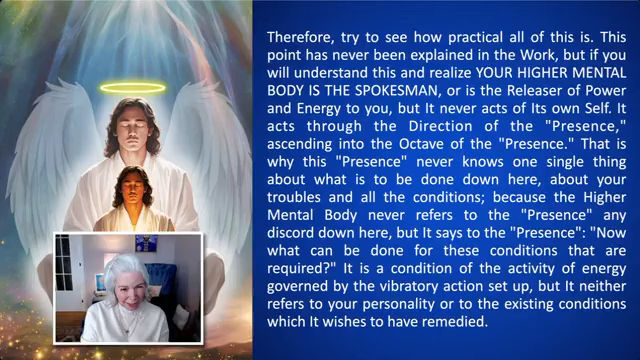 Therefore, try to see how practical all of this is. This
point has never been explained in the Work, but if you
will understand this and realize YOUR HIGHER MENTAL
BODY IS THE SPOKESMAN, or is the Releaser of Power
and Energy to you, but It never acts of Its own Self. It
acts through the Direction of the "Presence,"
ascending into the Octave of the "Presence." That is
why this "Presence" never knows one single thing
about what is to be done down here, about your
troubles and all the conditions; because the Higher
Mental Body never refers to the "Presence" any
discord down here, but It says to the "Presence": "Now
what can be done for these conditions that are
required?" It is a condition of the activity of energy
governed by the vibratory action set up, but It neither
refers to your personality or to the existing conditions
which It wishes to have remedied.